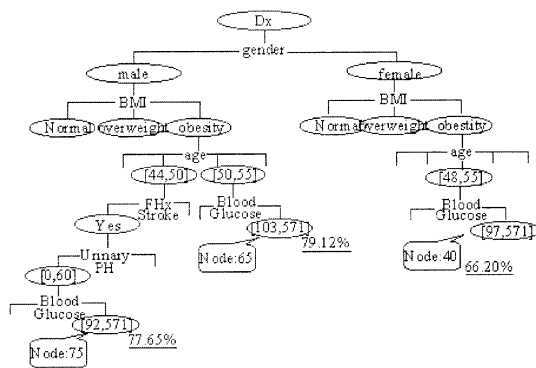 Dx
gender
male
female
BMI
BMI
Normal overweight obesity
Normal overweight obestity
age
age
[44,50] [50,55]
[48,55]
FHx
Stroke
Blood
Glucose
Blood
Glucose
Yes
[103,571]
[97,571]
Node:65
79.12%
Node:40
66.20%
Unnary
PH
[0,60]
Blood
Glucose
[92,571]
77.65%
Node:75